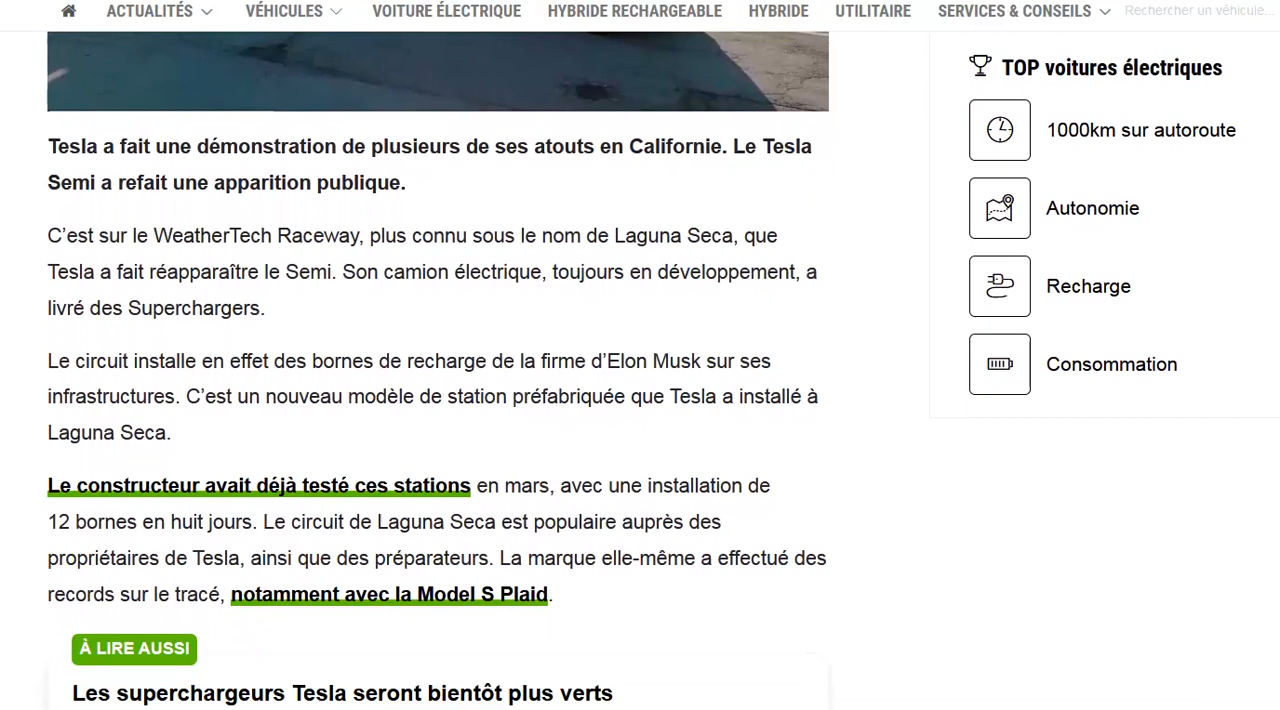 ACTUALITÉS VÉHICULES VOITURE ÉLECTRIQUE HYBRIDE RECHARGEABLE HYBRIDE UTILITAIRE SERVICES & CONSEILS Rechercher un véhicule...
Tesla a fait une démonstration de plusieurs de ses atouts en Californie. Le Tesla
Semi a refait une apparition publique.
C’est sur le WeatherTech Raceway, plus connu sous le nom de Laguna Seca, que
Tesla a fait réapparaître le Semi. Son camion électrique, toujours en développement, a
livré des Superchargers.
Le circuit installe en effet des bornes de recharge de la firme d’Elon Musk sur ses
infrastructures. C’est un nouveau modèle de station préfabriquée que Tesla a installé à
Laguna Seca.
Le constructeur avait déjà testé ces stations en mars, avec une installation de
12 bornes en huit jours. Le circuit de Laguna Seca est populaire auprès des
propriétaires de Tesla, ainsi que des préparateurs. La marque elle-même a effectué des
records sur le tracé, notamment avec la Model S Plaid.
À LIRE AUSSI
Les superchargeurs Tesla seront bientôt plus verts
TOP voitures électriques
1000km sur autoroute
Autonomie
Recharge
Consommation